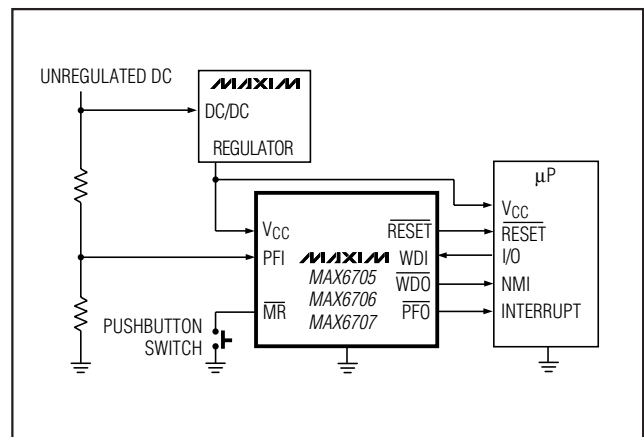 UNREGULATED DC
MAXIM
DC/DC
REGULATOR
µP
VCC
RESET
I/O
NMI
INTERRUPT
VCC
PFI
MR
MAXIM
MAX6705
MAX6706
MAX6707
RESET
WDI
WDO
PFO
PUSHBUTTON
SWITCH